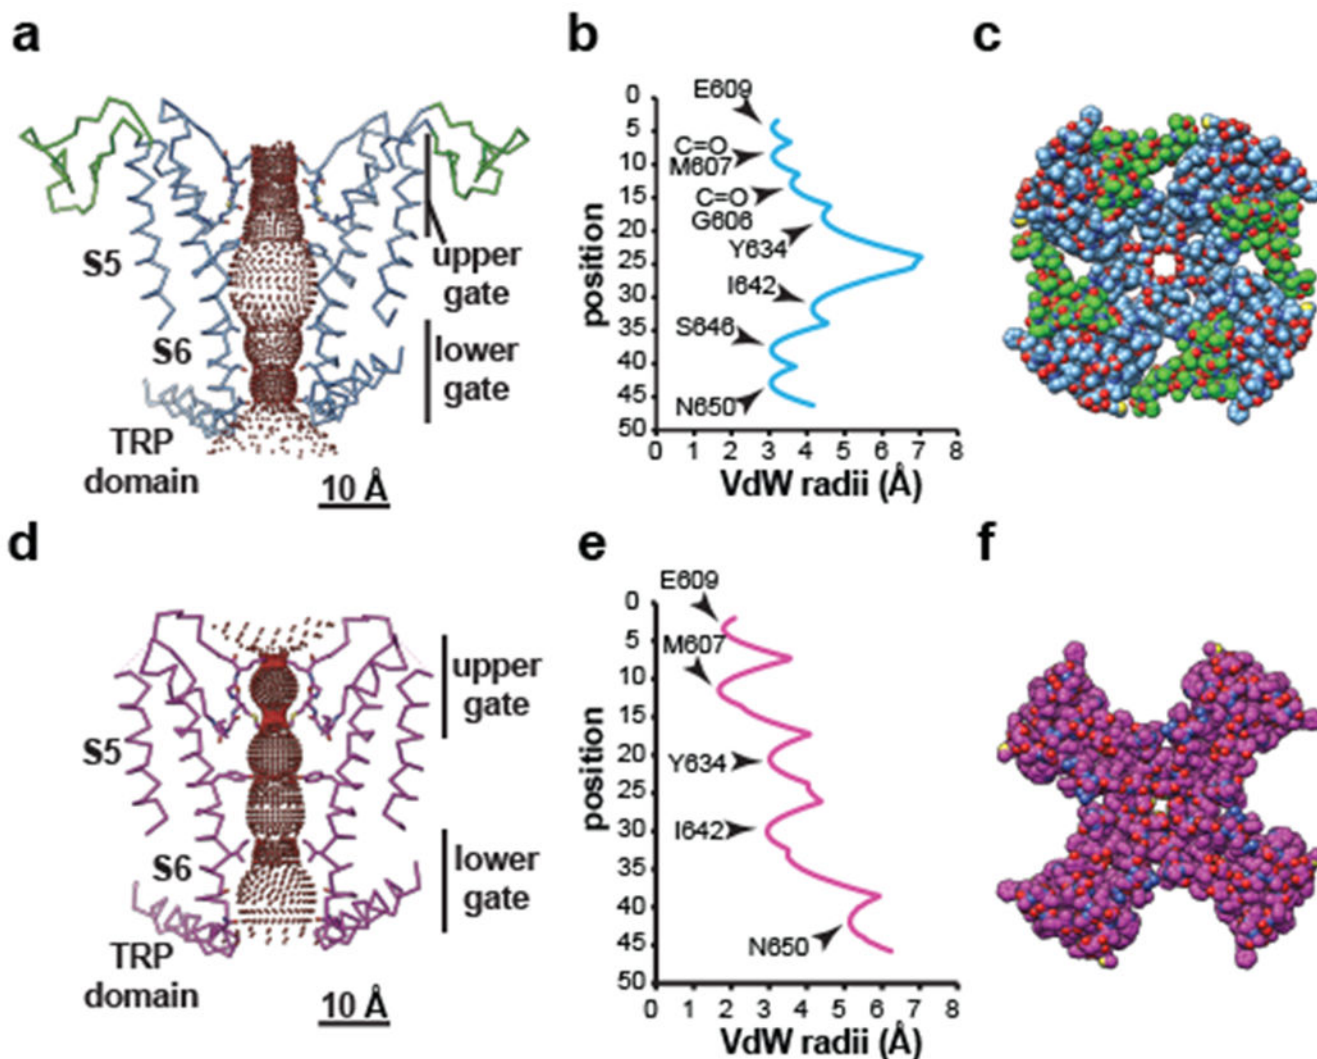 a
S5
S6
upper
gate
lower
gate
TRP
domain
10 Å
b
E609
C=O
M607
C=O
G606
Y634
I642
S646
N650
position
0
5
10
15
20
25
30
35
40
45
50
0 1 2 3 4 5 6 7 8
VdW radii (Å)
c
d
S5
S6
upper
gate
lower
gate
TRP
domain
10 Å
e
E609
M607
Y634
I642
N650
position
0
5
10
15
20
25
30
35
40
45
50
0 1 2 3 4 5 6 7 8
VdW radii (Å)
f